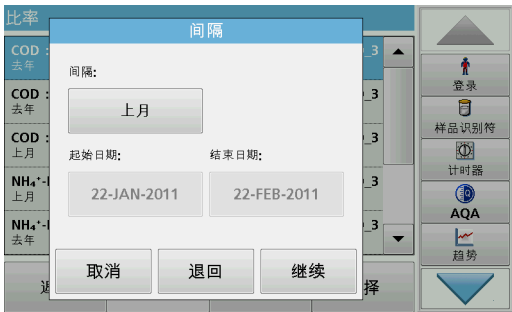 比率
间隔
COD :
去年
_3
间隔:
上月
COD :
去年
_3
COD :
上月
_3
起始日期:
结束日期:
22-JAN-2011
22-FEB-2011
NH₄⁺-
上月
_3
NH₄⁺-
去年
_3
取消
退回
继续
择
登录
样品识别符
计时器
AQA
趋势